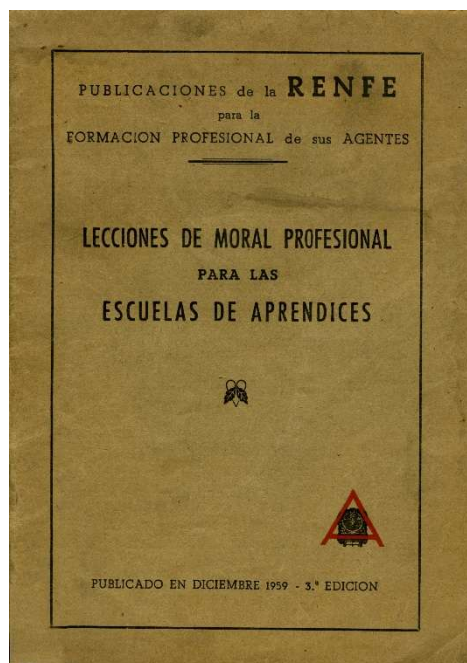 PUBLICACIONES de la RENFE
para la
FORMACION PROFESIONAL de sus AGENTES
LECCIONES DE MORAL PROFESIONAL
PARA LAS
ESCUELAS DE APRENDICES
A
PUBLICADO EN DICIEMBRE 1959 - 3.ª EDICION